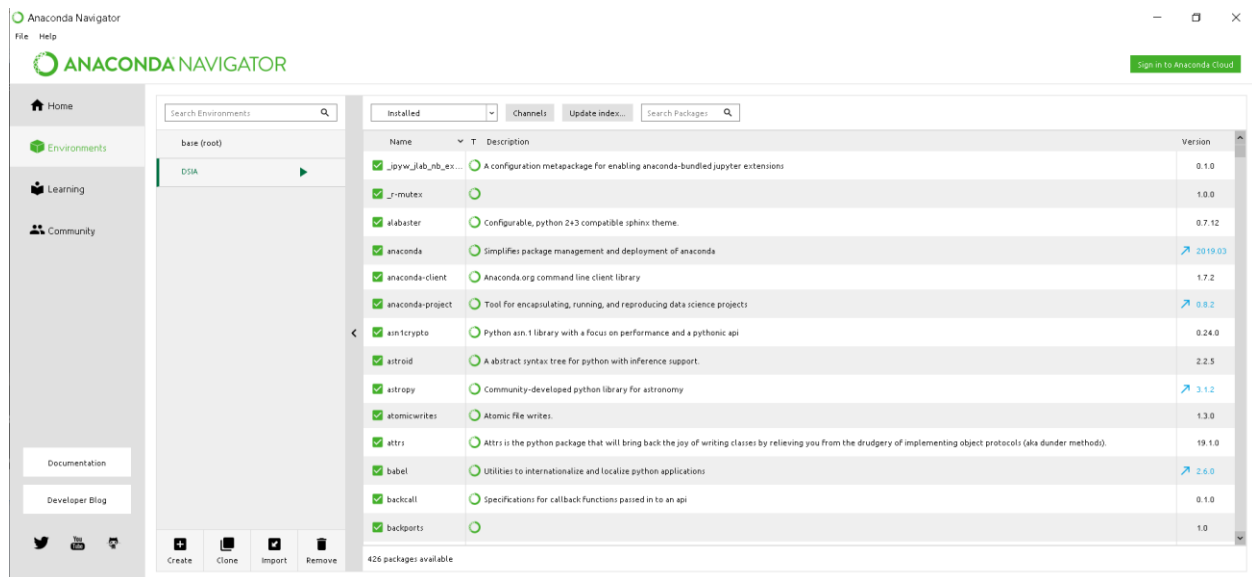 Anaconda Navigator
File Help
ANACONDA NAVIGATOR
Sign in to Anaconda Cloud
Home
Environments
Learning
Community
Documentation
Developer Blog
You Tube
Search Environments
base (root)
DSIA
Create Clone Import Remove
Installed Channels Update index... Search Packages
Name T Description Version
_ipyw_jlab_nb_ex... A configuration metapackage for enabling anaconda-bundled jupyter extensions 0.1.0
_r-mutex 1.0.0
alabaster Configurable, python 2+3 compatible sphinx theme. 0.7.12
anaconda Simplifies package management and deployment of anaconda 2019.03
anaconda-client Anaconda.org command line client library 1.7.2
anaconda-project Tool for encapsulating, running, and reproducing data science projects 0.8.2
asn1crypto Python asn.1 library with a focus on performance and a pythonic api 0.24.0
astroid A abstract syntax tree for python with inference support. 2.2.5
astropy Community-developed python library for astronomy 3.1.2
atomicwrites Atomic file writes. 1.3.0
attrs Attrs is the python package that will bring back the joy of writing classes by relieving you from the drudgery of implementing object protocols (aka dunder methods). 19.1.0
babel Utilities to internationalize and localize python applications 2.6.0
backcall Specifications for callback functions passed in to an api 0.1.0
backports 1.0
426 packages available